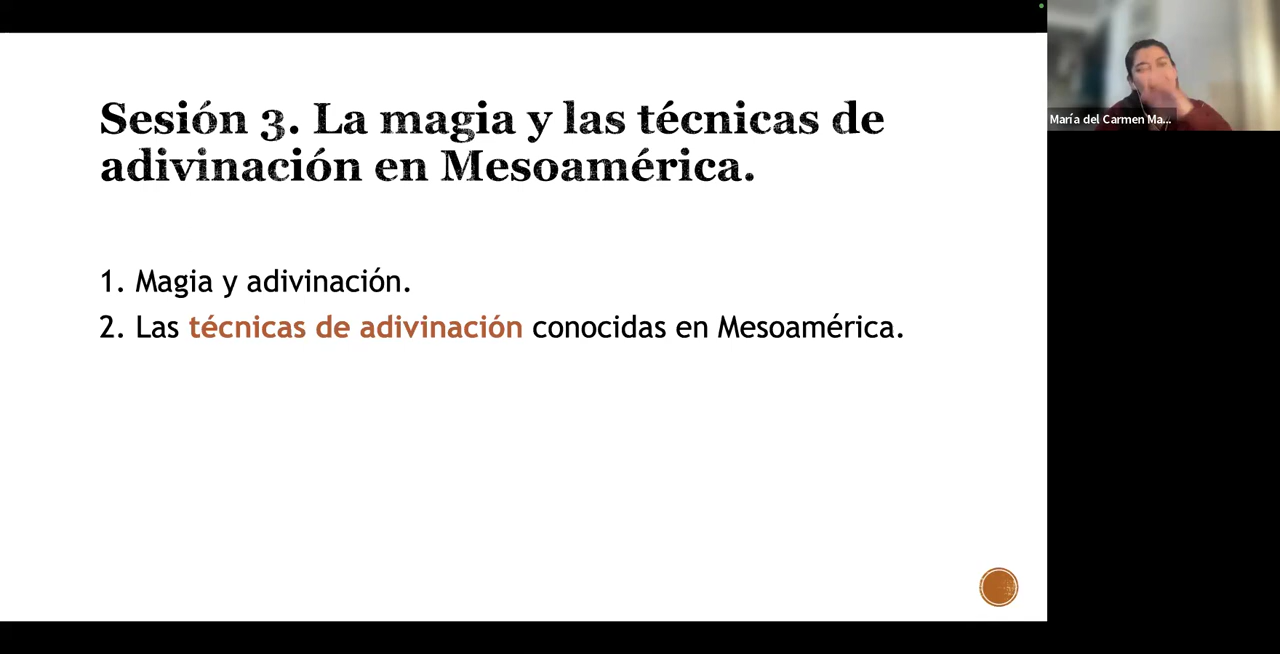 Sesión 3. La magia y las técnicas de
adivinación en Mesoamérica.
1. Magia y adivinación.
2. Las técnicas de adivinación conocidas en Mesoamérica.
María del Carmen Ma...